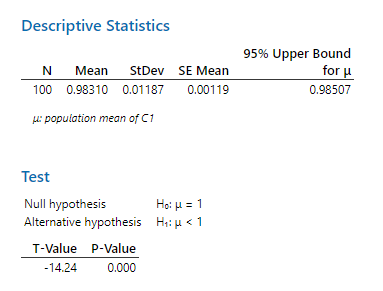 Descriptive Statistics
95% Upper Bound
N Mean StDev SE Mean for μ
100 0.98310 0.01187 0.00119 0.98507
μ: population mean of C1
Test
Null hypothesis H₀: μ = 1
Alternative hypothesis H₁: μ < 1
T-Value P-Value
-14.24 0.000